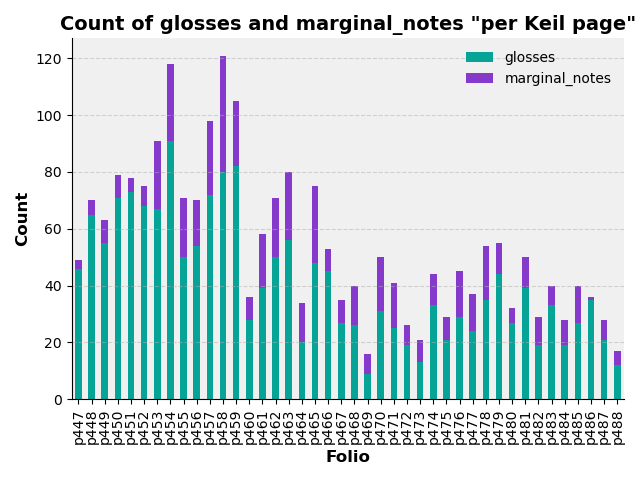 Count of glosses and marginal_notes "per Keil page"
glosses
marginal_notes
120
100
80
60
40
20
0
Count
p447 p448 p449 p450 p451 p452 p453 p454 p455 p456 p457 p458 p459 p460 p461 p462 p463 p464 p465 p466 p467 p468 p469 p470 p471 p472 p473 p474 p475 p476 p477 p478 p479 p480 p481 p482 p483 p484 p485 p486 p487 p488
Folio